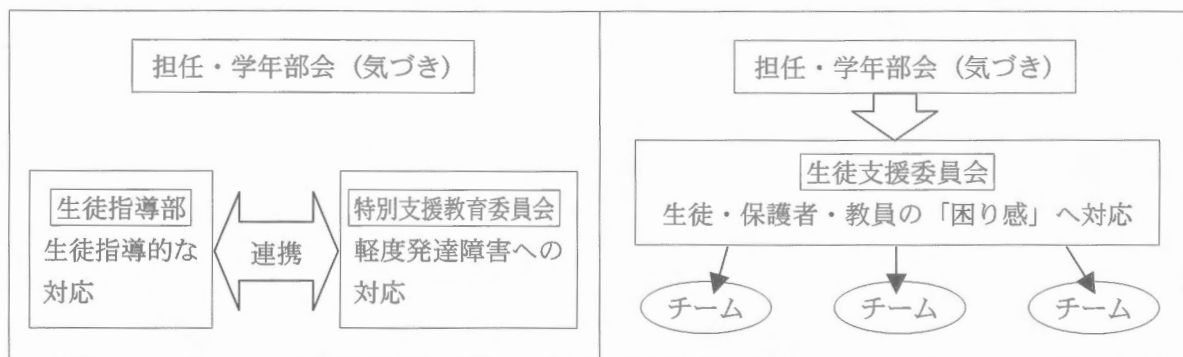 担任・学年部会(気づき)
生徒指導部
生徒指導的な
対応
連携
特別支援教育委員会
軽度発達障害への
対応
担任・学年部会(気づき)
生徒支援委員会
生徒・保護者・教員の「困り感」へ対応
チーム
チーム
チーム